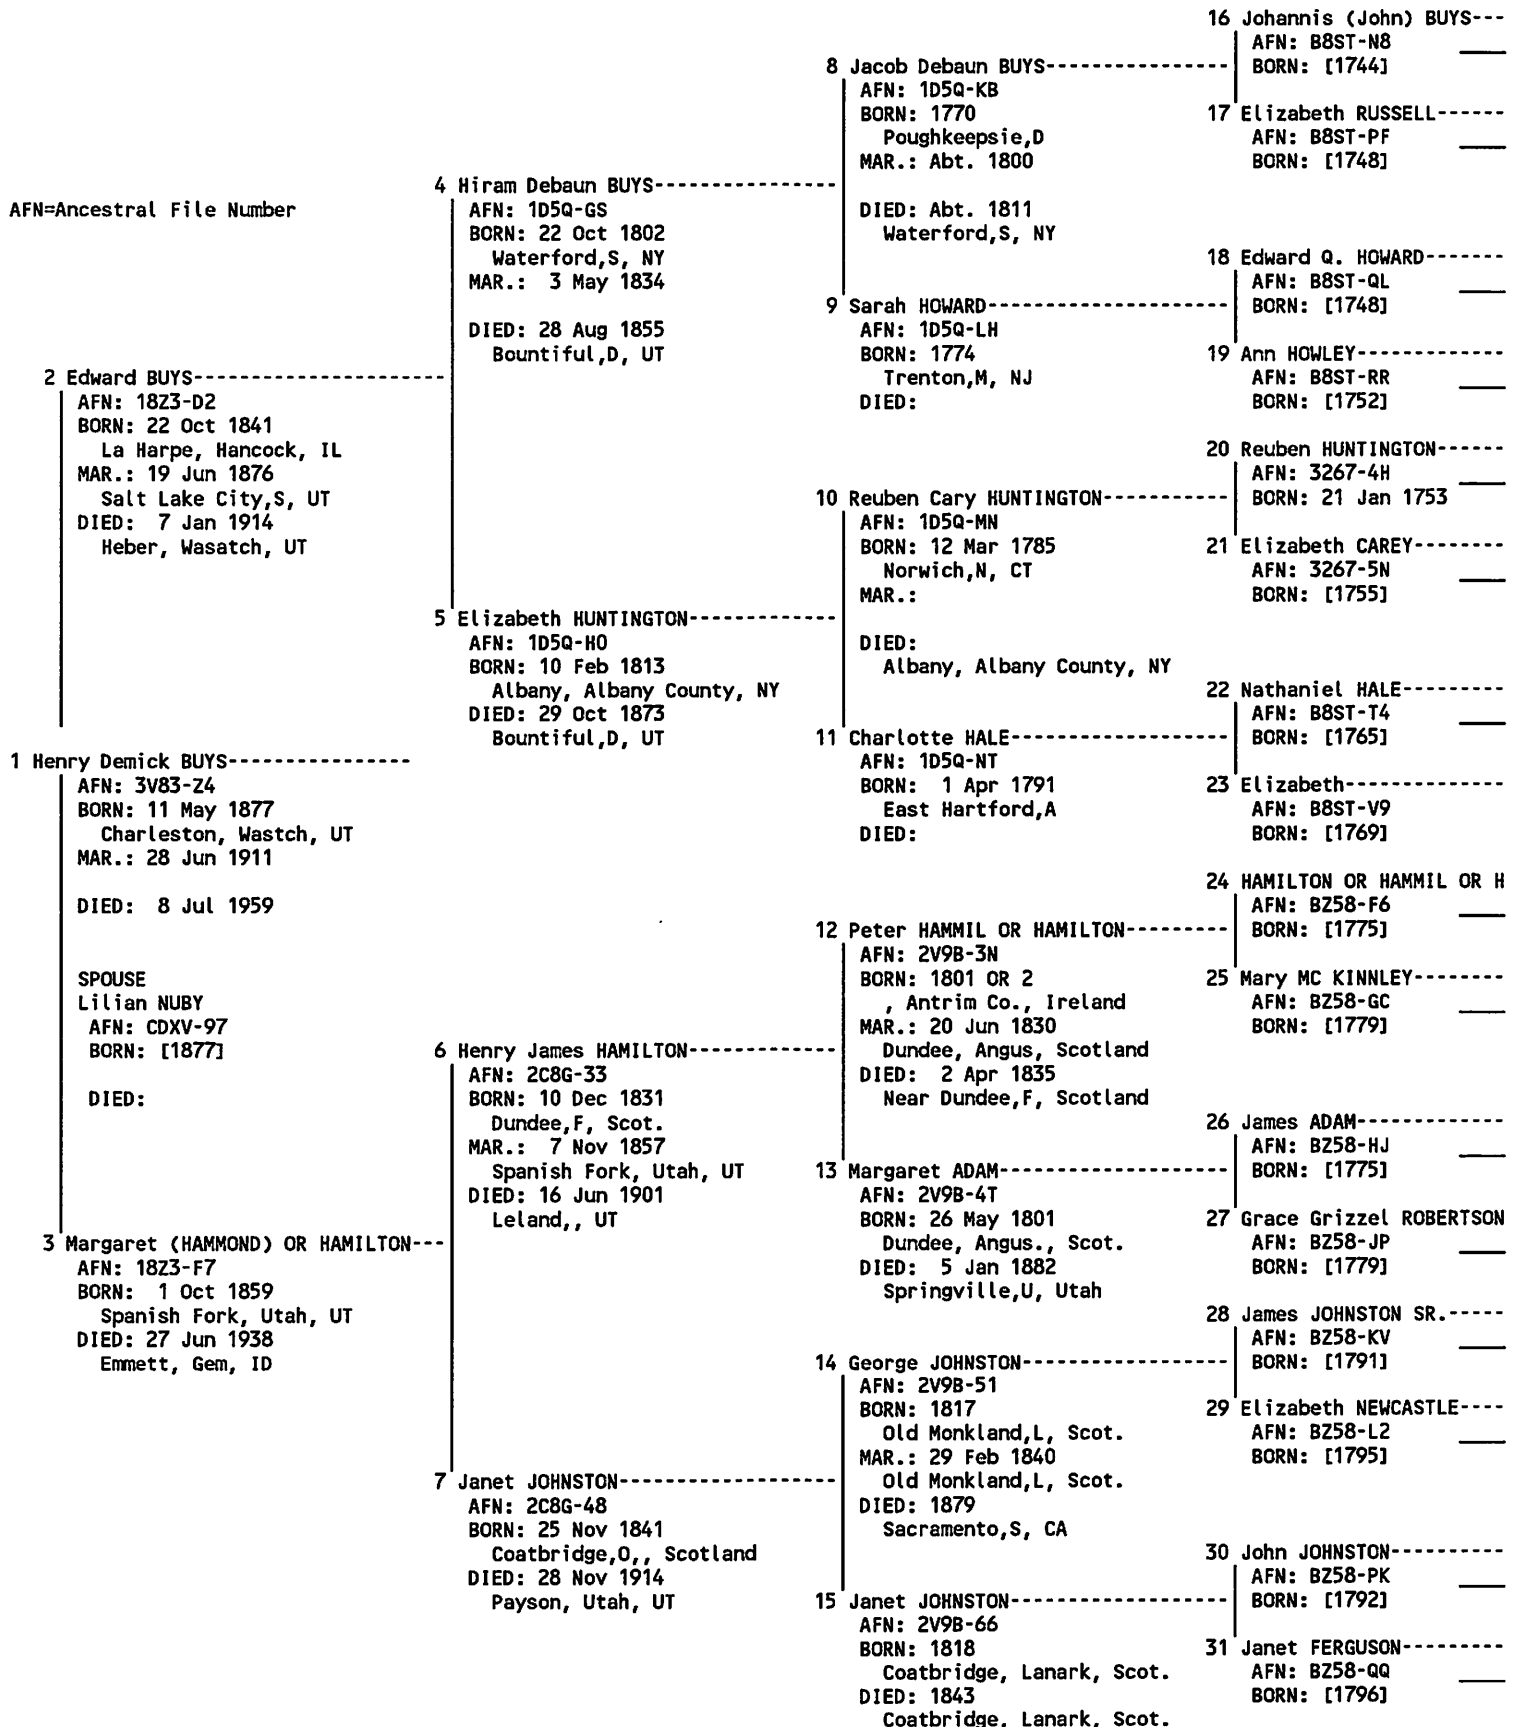 AFN=Ancestral File Number
1 Henry Demick BUYS----------------
AFN: 3V83-Z4
BORN: 11 May 1877
Charleston, Wastch, UT
MAR.: 28 Jun 1911
DIED: 8 Jul 1959
SPOUSE
Lilian NUBY
AFN: CDXV-97
BORN: [1877]
DIED:
2 Edward BUYS----------------------
AFN: 18Z3-D2
BORN: 22 Oct 1841
La Harpe, Hancock, IL
MAR.: 19 Jun 1876
Salt Lake City,S, UT
DIED: 7 Jan 1914
Heber, Wasatch, UT
3 Margaret (HAMMOND) OR HAMILTON---
AFN: 18Z3-F7
BORN: 1 Oct 1859
Spanish Fork, Utah, UT
DIED: 27 Jun 1938
Emmett, Gem, ID
4 Hiram Debaun BUYS----------------
AFN: 1D5Q-GS
BORN: 22 Oct 1802
Waterford,S, NY
MAR.: 3 May 1834
DIED: 28 Aug 1855
Bountiful,D, UT
5 Elizabeth HUNTINGTON-------------
AFN: 1D5Q-H0
BORN: 10 Feb 1813
Albany, Albany County, NY
DIED: 29 Oct 1873
Bountiful,D, UT
6 Henry James HAMILTON-------------
AFN: 2C8G-33
BORN: 10 Dec 1831
Dundee,F, Scot.
MAR.: 7 Nov 1857
Spanish Fork, Utah, UT
DIED: 16 Jun 1901
Leland,, UT
7 Janet JOHNSTON-------------------
AFN: 2C8G-48
BORN: 25 Nov 1841
Coatbridge,O,, Scotland
DIED: 28 Nov 1914
Payson, Utah, UT
8 Jacob Debaun BUYS----------------
AFN: 1D5Q-KB
BORN: 1770
Poughkeepsie,D
MAR.: Abt. 1800
DIED: Abt. 1811
Waterford,S, NY
9 Sarah HOWARD---------------------
AFN: 1D5Q-LH
BORN: 1774
Trenton,M, NJ
DIED:
10 Reuben Cary HUNTINGTON-----------
AFN: 1D5Q-MN
BORN: 12 Mar 1785
Norwich,N, CT
MAR.:
DIED:
Albany, Albany County, NY
11 Charlotte HALE-------------------
AFN: 1D5Q-NT
BORN: 1 Apr 1791
East Hartford,A
DIED:
12 Peter HAMMIL OR HAMILTON---------
AFN: 2V9B-3N
BORN: 1801 OR 2
, Antrim Co., Ireland
MAR.: 20 Jun 1830
Dundee, Angus, Scotland
DIED: 2 Apr 1835
Near Dundee,F, Scotland
13 Margaret ADAM--------------------
AFN: 2V9B-4T
BORN: 26 May 1801
Dundee, Angus., Scot.
DIED: 5 Jan 1882
Springville,U, Utah
14 George JOHNSTON------------------
AFN: 2V9B-51
BORN: 1817
Old Monkland,L, Scot.
MAR.: 29 Feb 1840
Old Monkland,L, Scot.
DIED: 1879
Sacramento,S, CA
15 Janet JOHNSTON-------------------
AFN: 2V9B-66
BORN: 1818
Coatbridge, Lanark, Scot.
DIED: 1843
Coatbridge, Lanark, Scot.
16 Johannis (John) BUYS---
AFN: B8ST-N8
BORN: [1744]
17 Elizabeth RUSSELL------
AFN: B8ST-PF
BORN: [1748]
18 Edward Q. HOWARD-------
AFN: B8ST-QL
BORN: [1748]
19 Ann HOWLEY-------------
AFN: B8ST-RR
BORN: [1752]
20 Reuben HUNTINGTON------
AFN: 3267-4H
BORN: 21 Jan 1753
21 Elizabeth CAREY--------
AFN: 3267-5N
BORN: [1755]
22 Nathaniel HALE---------
AFN: B8ST-T4
BORN: [1765]
23 Elizabeth--------------
AFN: B8ST-V9
BORN: [1769]
24 HAMILTON OR HAMMIL OR H
AFN: BZ58-F6
BORN: [1775]
25 Mary MC KINNLEY--------
AFN: BZ58-GC
BORN: [1779]
26 James ADAM-------------
AFN: BZ58-HJ
BORN: [1775]
27 Grace Grizzel ROBERTSON
AFN: BZ58-JP
BORN: [1779]
28 James JOHNSTON SR.-----
AFN: BZ58-KV
BORN: [1791]
29 Elizabeth NEWCASTLE----
AFN: BZ58-L2
BORN: [1795]
30 John JOHNSTON----------
AFN: BZ58-PK
BORN: [1792]
31 Janet FERGUSON---------
AFN: BZ58-QQ
BORN: [1796]